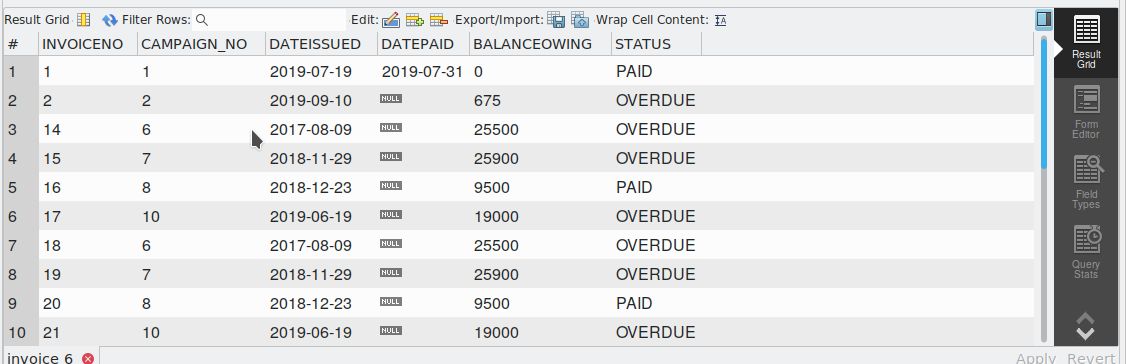 Result Grid Filter Rows: Edit: Export/Import: Wrap Cell Content:
# INVOICENO CAMPAIGN_NO DATEISSUED DATEPAID BALANCEOWING STATUS
1 1 1 2019-07-19 2019-07-31 0 PAID
2 2 2 2019-09-10 NULL 675 OVERDUE
3 14 6 2017-08-09 NULL 25500 OVERDUE
4 15 7 2018-11-29 NULL 25900 OVERDUE
5 16 8 2018-12-23 NULL 9500 PAID
6 17 10 2019-06-19 NULL 19000 OVERDUE
7 18 6 2017-08-09 NULL 25500 OVERDUE
8 19 7 2018-11-29 NULL 25900 OVERDUE
9 20 8 2018-12-23 NULL 9500 PAID
10 21 10 2019-06-19 NULL 19000 OVERDUE
Result
Grid
Form
Editor
Field
Types
Query
Stats
invoice 6 Apply Revert